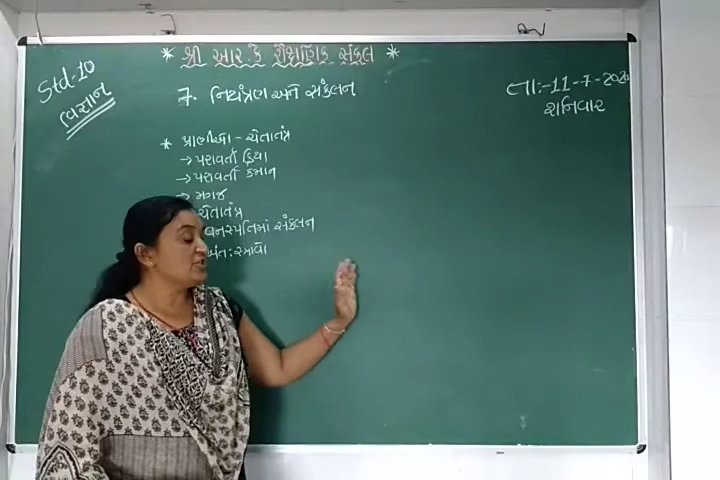 * શ્રી આર.કે શૈક્ષણિક સંકુલ *
Std-10
વિજ્ઞાન
7. નિયંત્રણ અને સંકલન
તા:-11-7-2020
શનિવાર
* પ્રાણીઓ - ચેતાતંત્ર
→ પરાવર્તી ક્રિયા
→ પરાવર્તી કમાન
→ મગજ
ચેતાતંત્ર
વનસ્પતિમાં સંકલન
અંત:સ્ત્રાવો